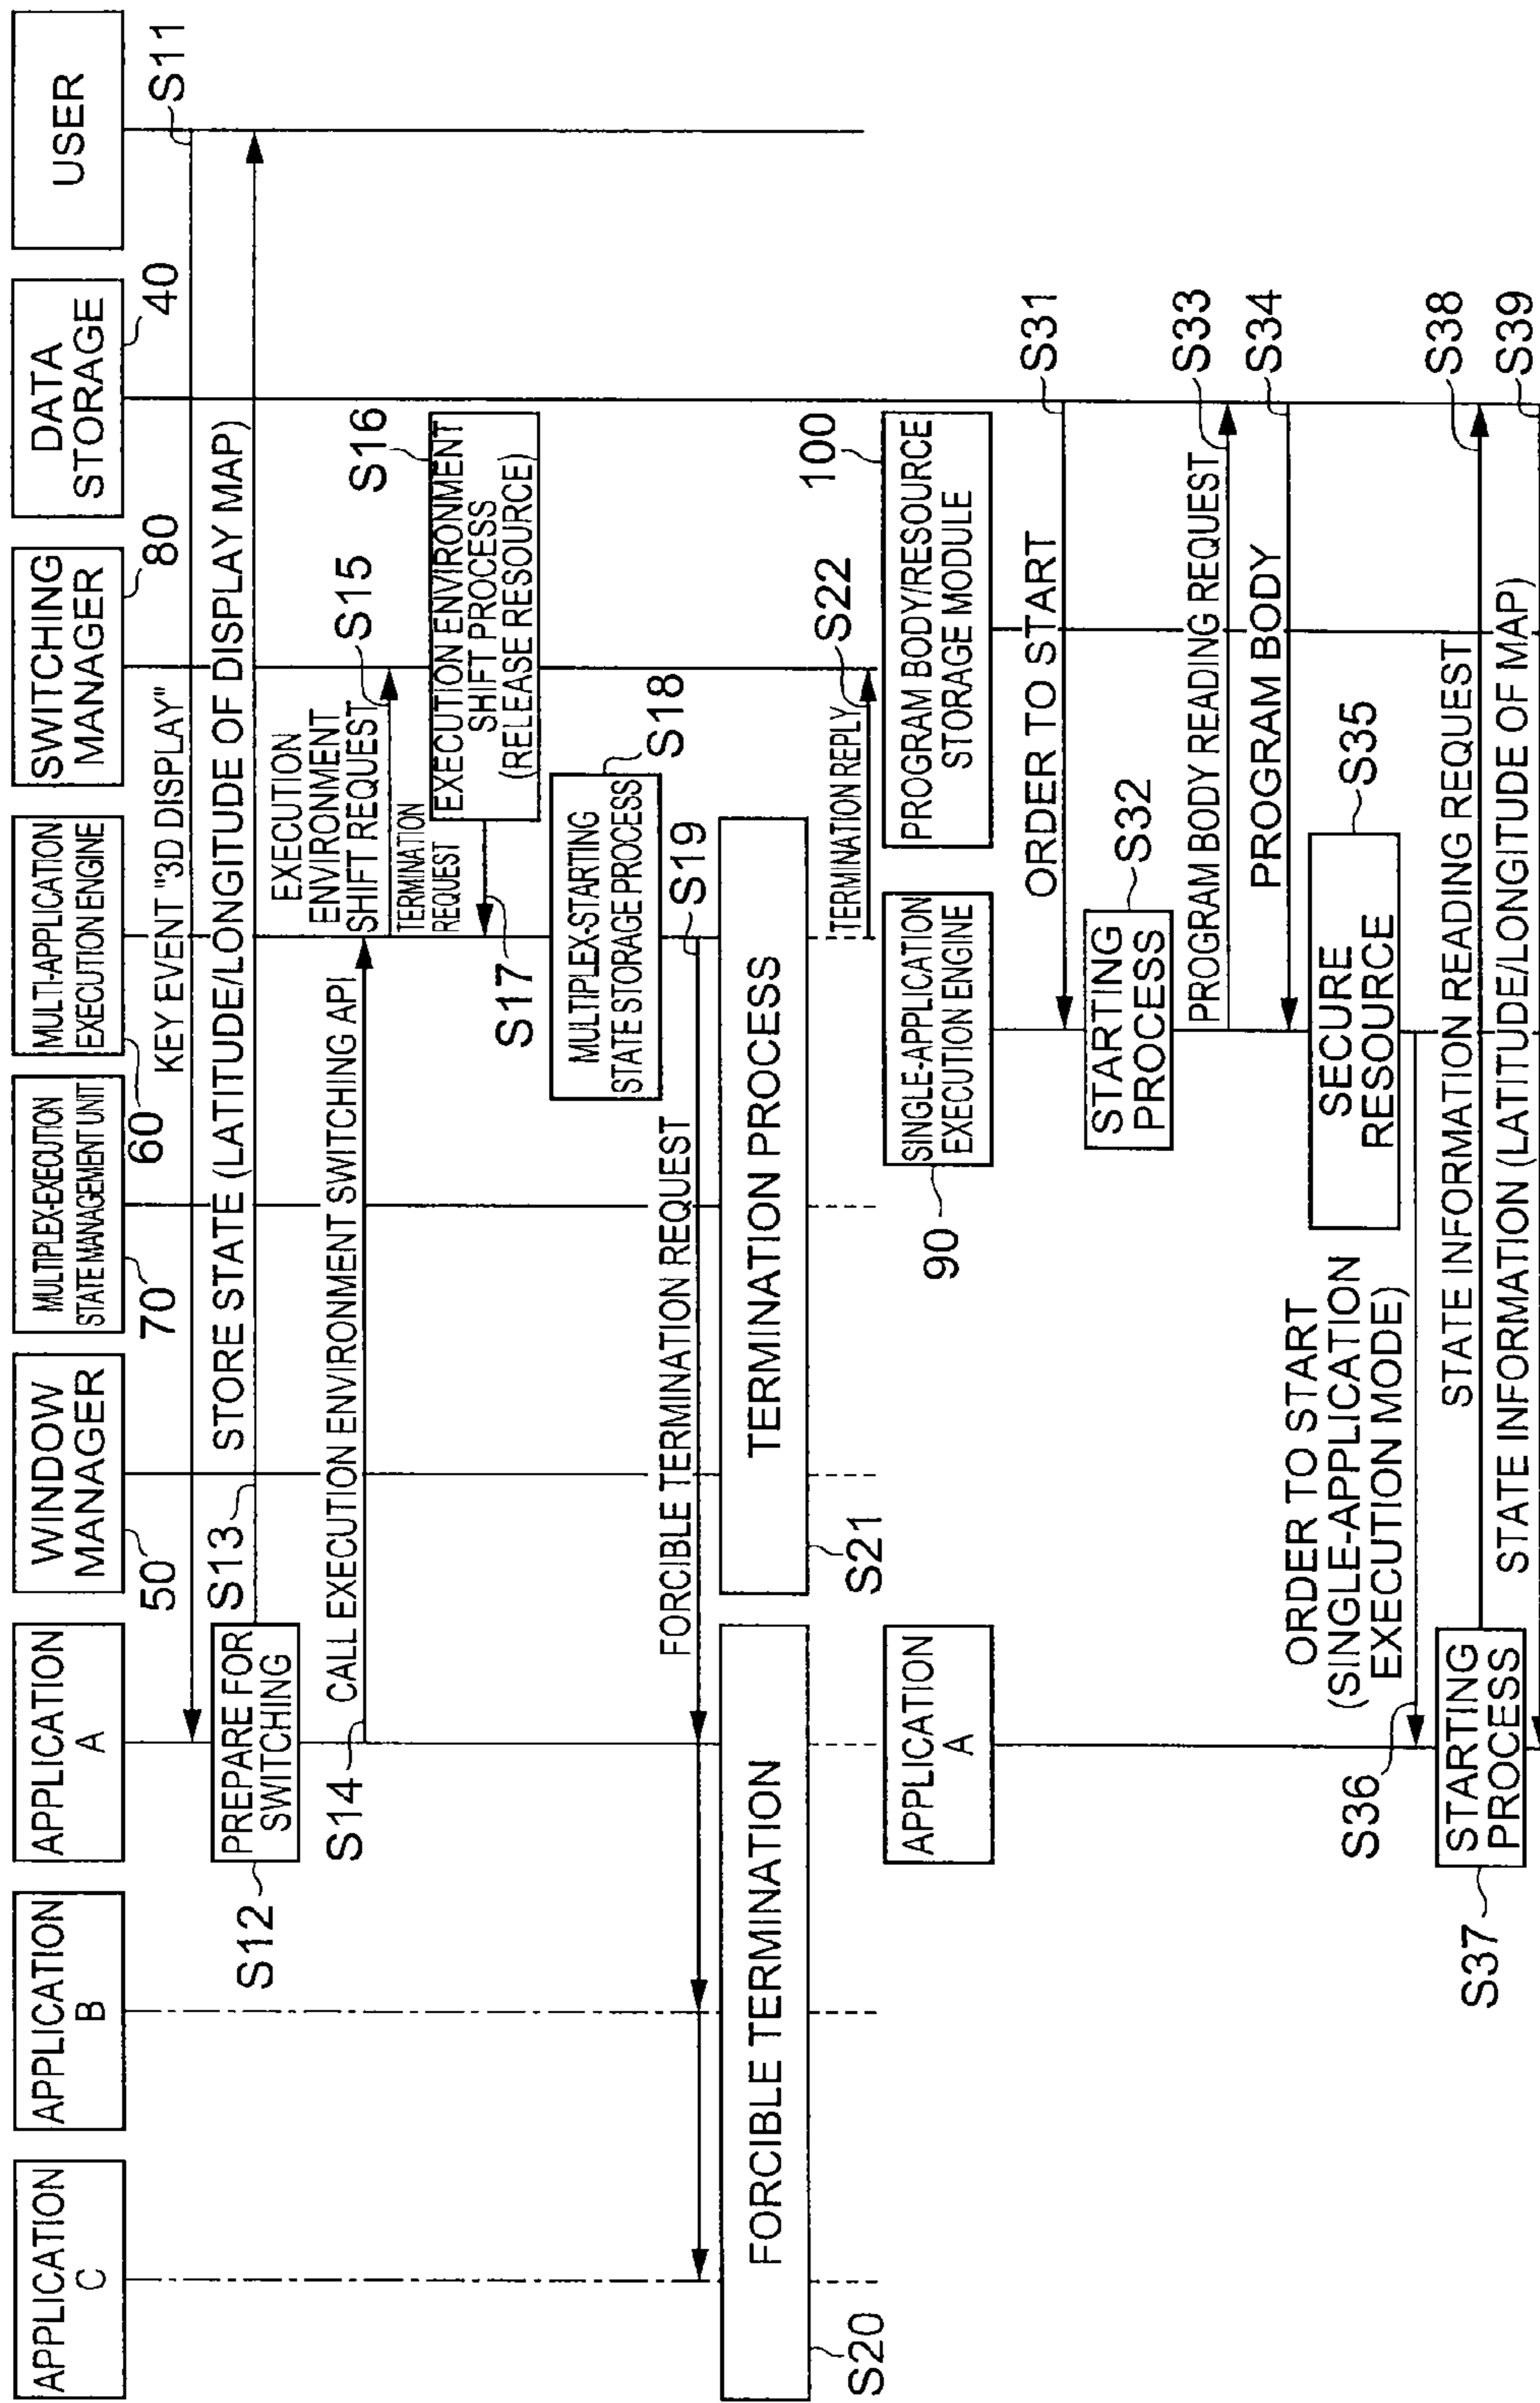 APPLICATION
C
APPLICATION
B
APPLICATION
A
WINDOW
MANAGER
50
MULTIPLEX-EXECUTION
STATE MANAGEMENT UNIT
70
MULTI-APPLICATION
EXECUTION ENGINE
60
SWITCHING
MANAGER
80
DATA
STORAGE
40
USER
KEY EVENT "3D DISPLAY"
S11
S12
PREPARE FOR
SWITCHING
S13
STORE STATE (LATITUDE/LONGITUDE OF DISPLAY MAP)
S14
CALL EXECUTION ENVIRONMENT SWITCHING API
EXECUTION
ENVIRONMENT
SHIFT REQUEST
S15
TERMINATION
REQUEST
S16
EXECUTION ENVIRONMENT
SHIFT PROCESS
(RELEASE RESOURCE)
S17
MULTIPLEX-STARTING
STATE STORAGE PROCESS
S18
FORCIBLE TERMINATION REQUEST
S19
FORCIBLE TERMINATION
S20
TERMINATION PROCESS
S21
TERMINATION REPLY
S22
APPLICATION
A
SINGLE-APPLICATION
EXECUTION ENGINE
90
PROGRAM BODY/RESOURCE
STORAGE MODULE
100
ORDER TO START
S31
STARTING
PROCESS
S32
PROGRAM BODY READING REQUEST
S33
PROGRAM BODY
S34
SECURE
RESOURCE
S35
ORDER TO START
(SINGLE-APPLICATION
EXECUTION MODE)
S36
S37
STARTING
PROCESS
STATE INFORMATION READING REQUEST
S38
STATE INFORMATION (LATITUDE/LONGITUDE OF MAP)
S39